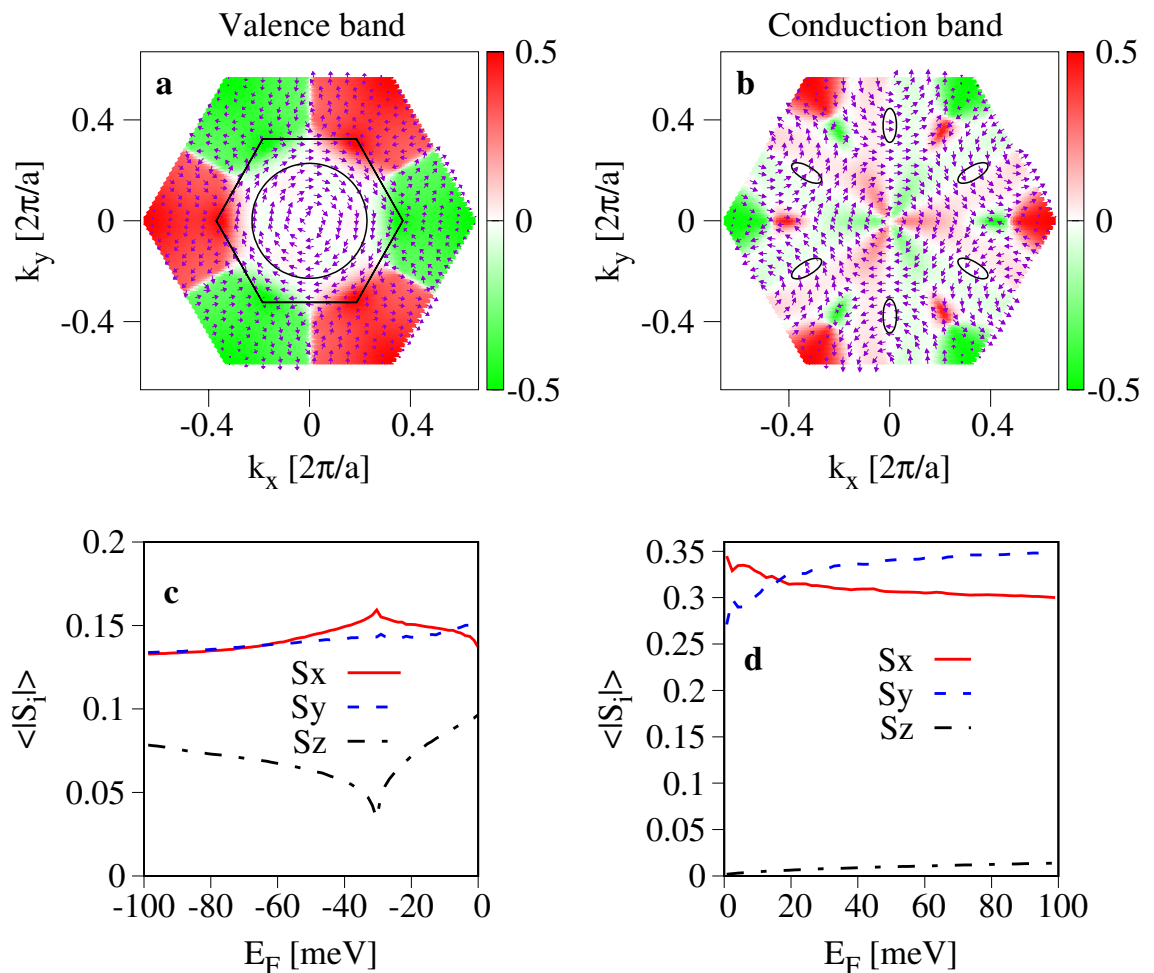 Valence band
Conduction band
a
b
0.5
0
-0.5
0.5
0
-0.5
k_y [2π/a]
0.4
0
-0.4
k_y [2π/a]
0.4
0
-0.4
-0.4 0 0.4
-0.4 0 0.4
k_x [2π/a]
k_x [2π/a]
c
<|S_i|>
0.2
0.15
0.1
0.05
0
Sx
Sy
Sz
-100 -80 -60 -40 -20 0
E_F [meV]
d
<|S_i|>
0.35
0.3
0.25
0.2
0.15
0.1
0.05
0
Sx
Sy
Sz
0 20 40 60 80 100
E_F [meV]